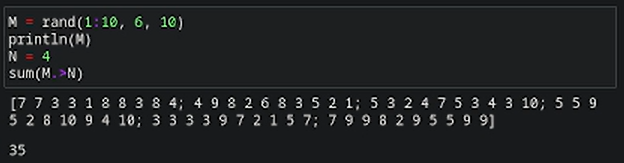 M = rand(1:10, 6, 10)
println(M)
N = 4
sum(M.>N)
[7 7 3 3 1 8 8 3 8 4; 4 9 8 2 6 8 3 5 2 1; 5 3 2 4 7 5 3 4 3 10; 5 5 9
5 2 8 10 9 4 10; 3 3 3 3 9 7 2 1 5 7; 7 9 9 8 2 9 5 5 9 9]
35